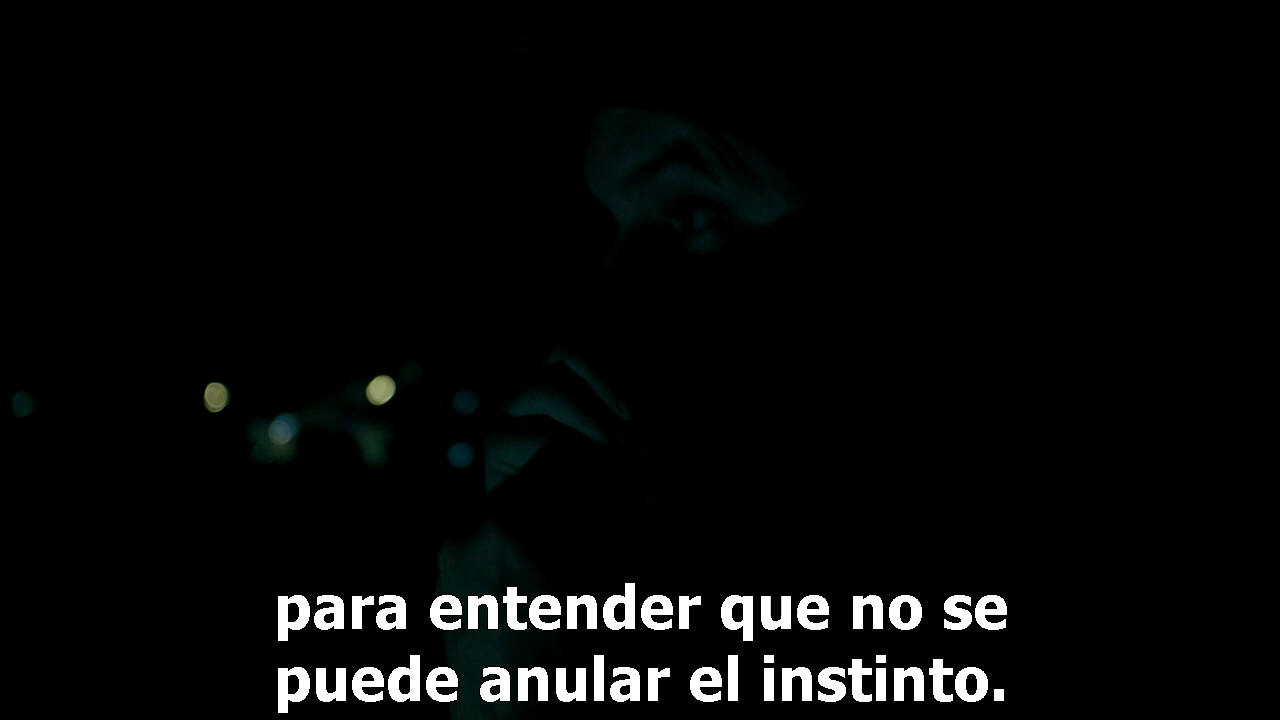 para entender que no se
puede anular el instinto.